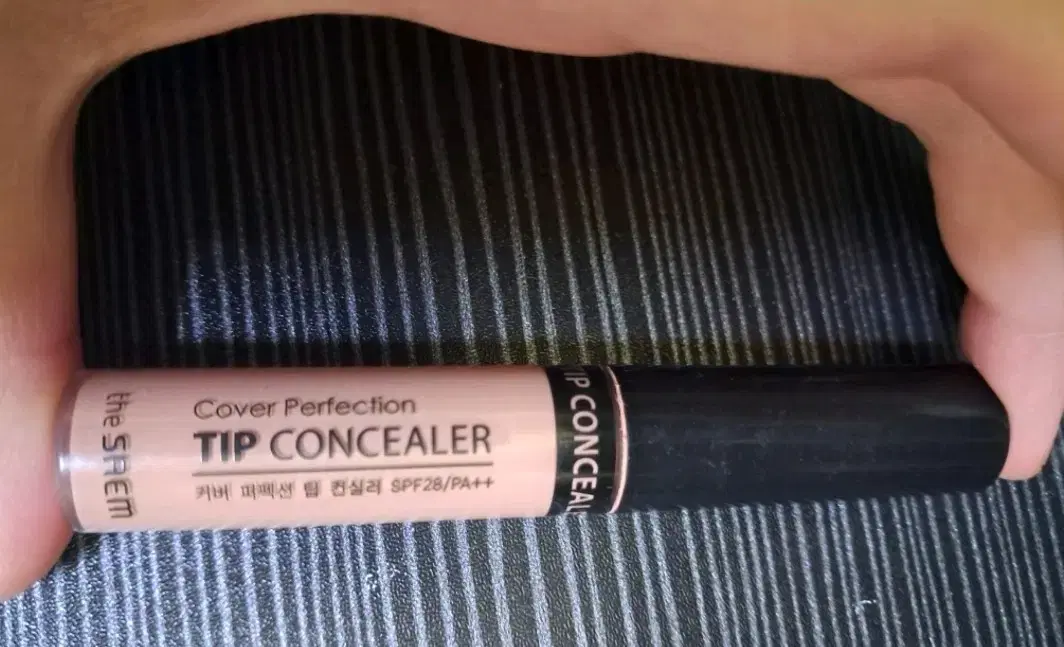 the SAEM
Cover Perfection
TIP CONCEALER
커버 퍼펙션 팁 컨실러 SPF28/PA++
TIP CONCEAL